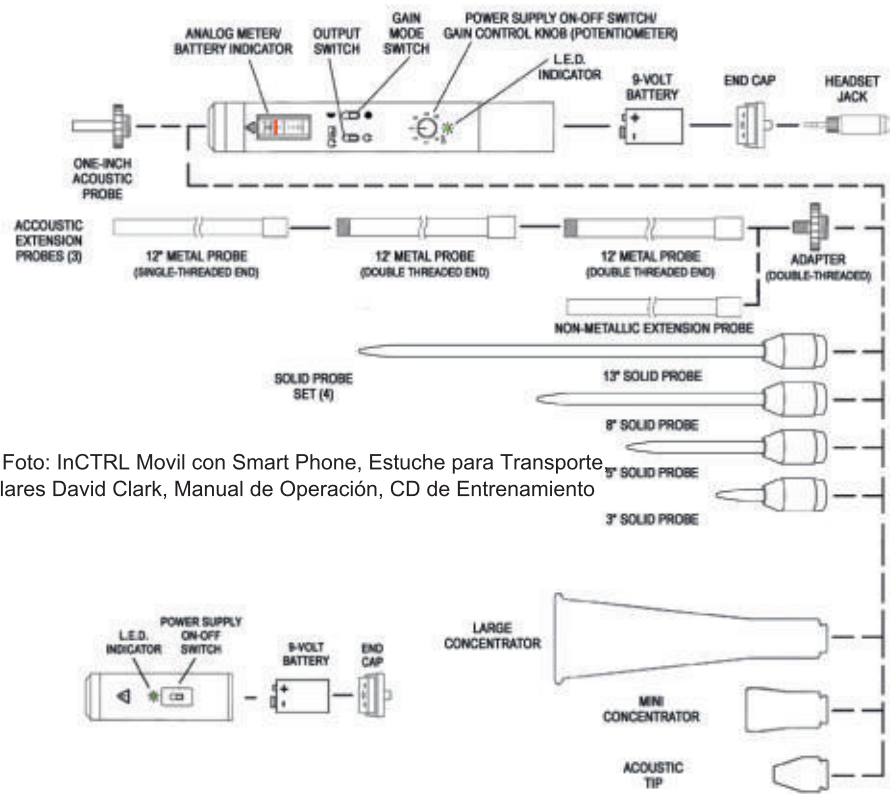 ANALOG METER/
BATTERY INDICATOR
OUTPUT
SWITCH
GAIN
MODE
SWITCH
POWER SUPPLY ON-OFF SWITCH/
GAIN CONTROL KNOB (POTENTIOMETER)
L.E.D.
INDICATOR
9-VOLT
BATTERY
END CAP
HEADSET
JACK
ONE-INCH
ACOUSTIC
PROBE
ACCOUSTIC
EXTENSION
PROBES (3)
12" METAL PROBE
(SINGLE-THREADED END)
12' METAL PROBE
(DOUBLE THREADED END)
12' METAL PROBE
(DOUBLE THREADED END)
ADAPTER
(DOUBLE-THREADED)
NON-METALLIC EXTENSION PROBE
SOLID PROBE
SET (4)
13" SOLID PROBE
8" SOLID PROBE
Foto: InCTRL Movil con Smart Phone, Estuche para Transporte,
lares David Clark, Manual de Operación, CD de Entrenamiento
5" SOLID PROBE
3" SOLID PROBE
LARGE
CONCENTRATOR
L.E.D.
INDICATOR
POWER SUPPLY
ON-OFF
SWITCH
9-VOLT
BATTERY
END
CAP
MINI
CONCENTRATOR
ACOUSTIC
TIP